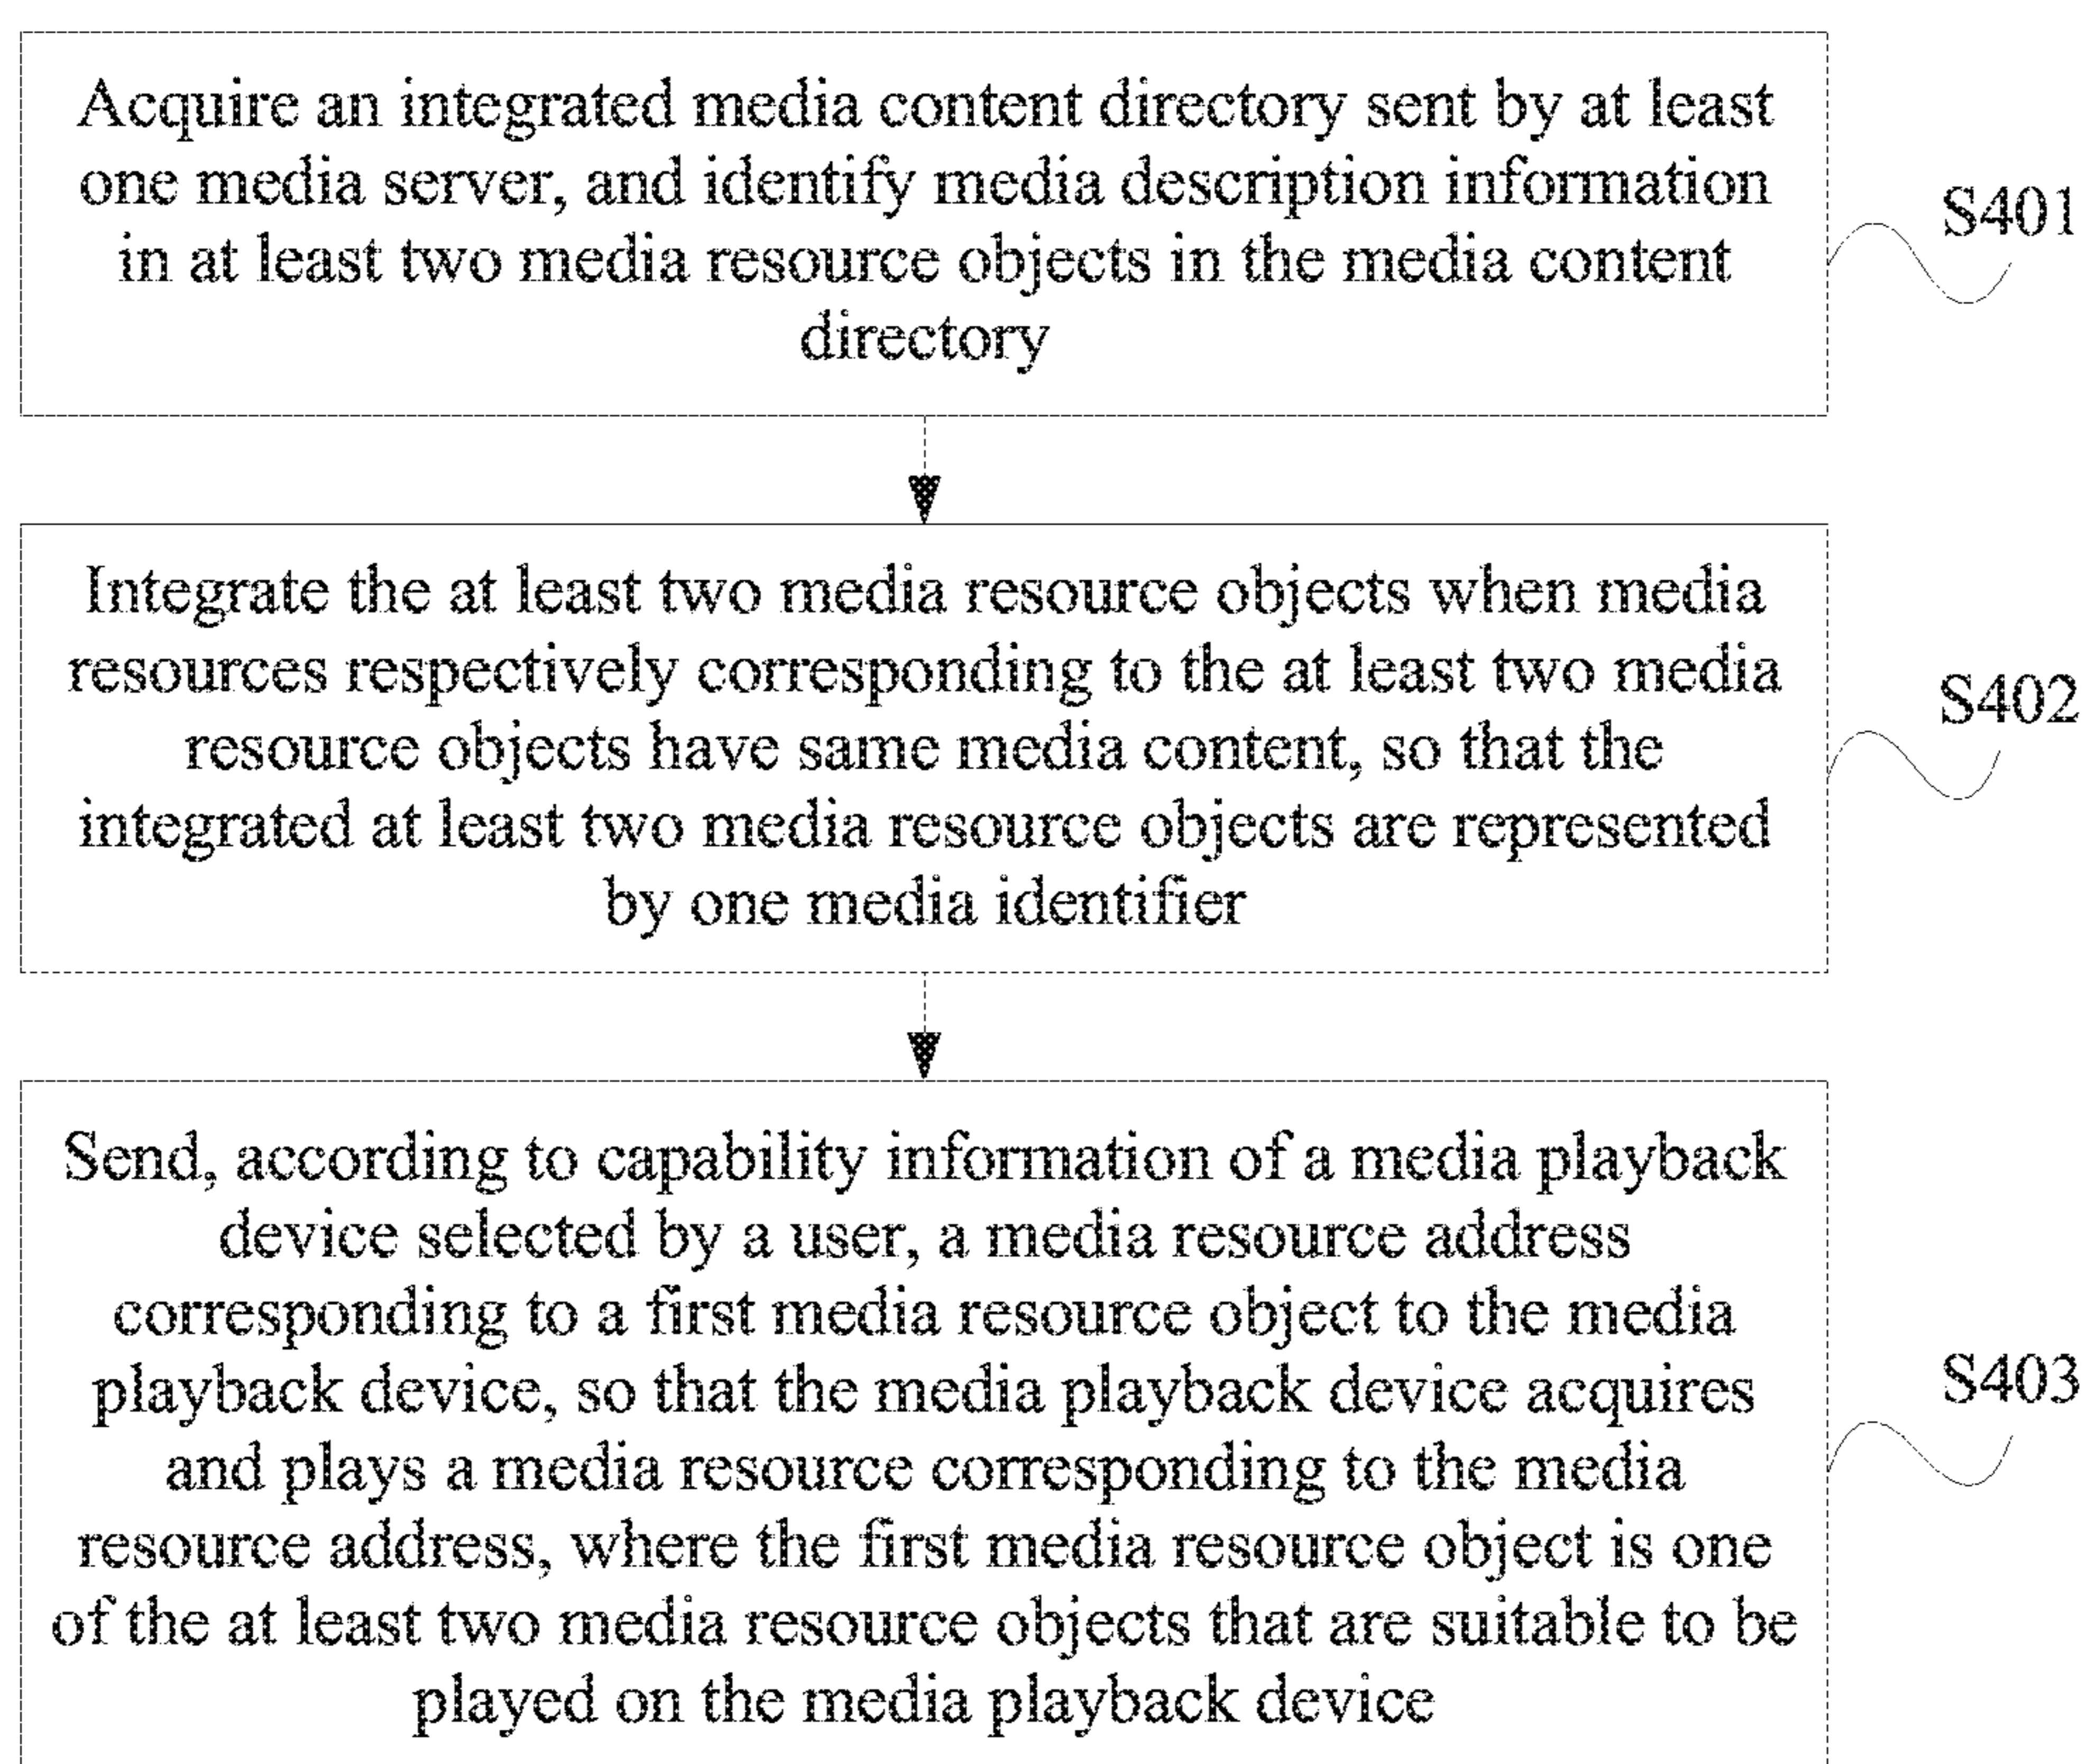 Acquire an integrated media content directory sent by at least
one media server, and identify media description information
in at least two media resource objects in the media content
directory
S401
Integrate the at least two media resource objects when media
resources respectively corresponding to the at least two media
resource objects have same media content, so that the
integrated at least two media resource objects are represented
by one media identifier
S402
Send, according to capability information of a media playback
device selected by a user, a media resource address
corresponding to a first media resource object to the media
playback device, so that the media playback device acquires
and plays a media resource corresponding to the media
resource address, where the first media resource object is one
of the at least two media resource objects that are suitable to be
played on the media playback device
S403